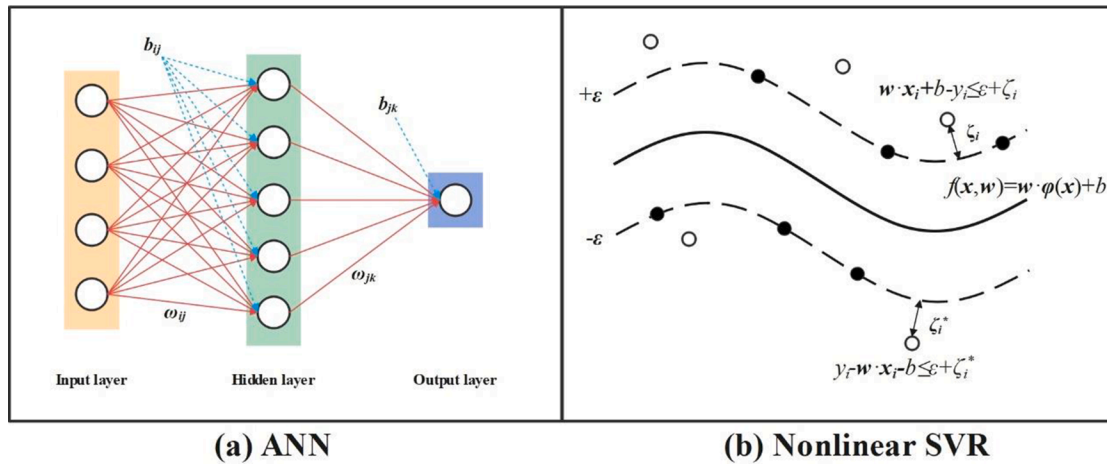 b_ij
b_jk
ω_ij
ω_jk
Input layer
Hidden layer
Output layer
(a) ANN
+ε
w·x_i+b-y_i≤ε+ζ_i
ζ_i
f(x,w)=w·φ(x)+b
-ε
ζ_i^*
y_i-w·x_i-b≤ε+ζ_i^*
(b) Nonlinear SVR